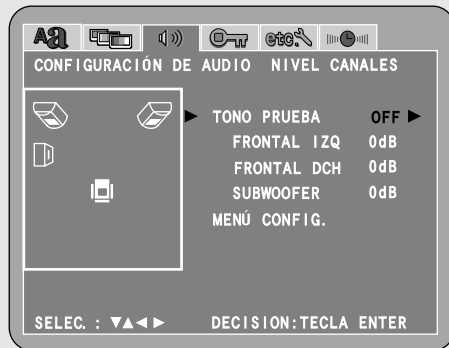 Aa etc.
CONFIGURACIÓN DE AUDIO NIVEL CANALES
TONO PRUEBA OFF
FRONTAL IZQ 0dB
FRONTAL DCH 0dB
SUBWOOFER 0dB
MENÚ CONFIG.
SELEC. : ▼▲◄► DECISION:TECLA ENTER